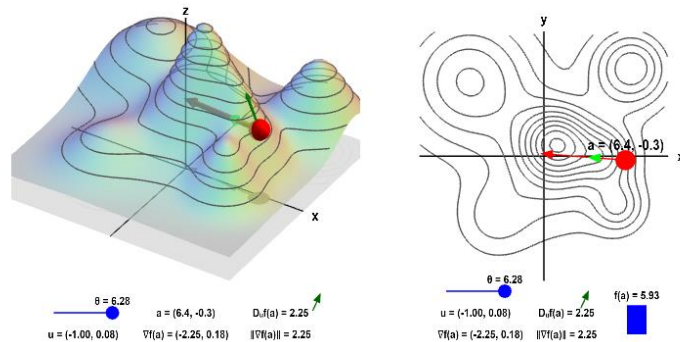 z
x
θ = 6.28
a = (6.4, -0.3)
Dᵤf(a) = 2.25
u = (-1.00, 0.08)
∇f(a) = (-2.25, 0.18)
‖∇f(a)‖ = 2.25
y
a = (6.4, -0.3)
x
θ = 6.28
f(a) = 5.93
u = (-1.00, 0.08)
Dᵤf(a) = 2.25
∇f(a) = (-2.25, 0.18)
‖∇f(a)‖ = 2.25